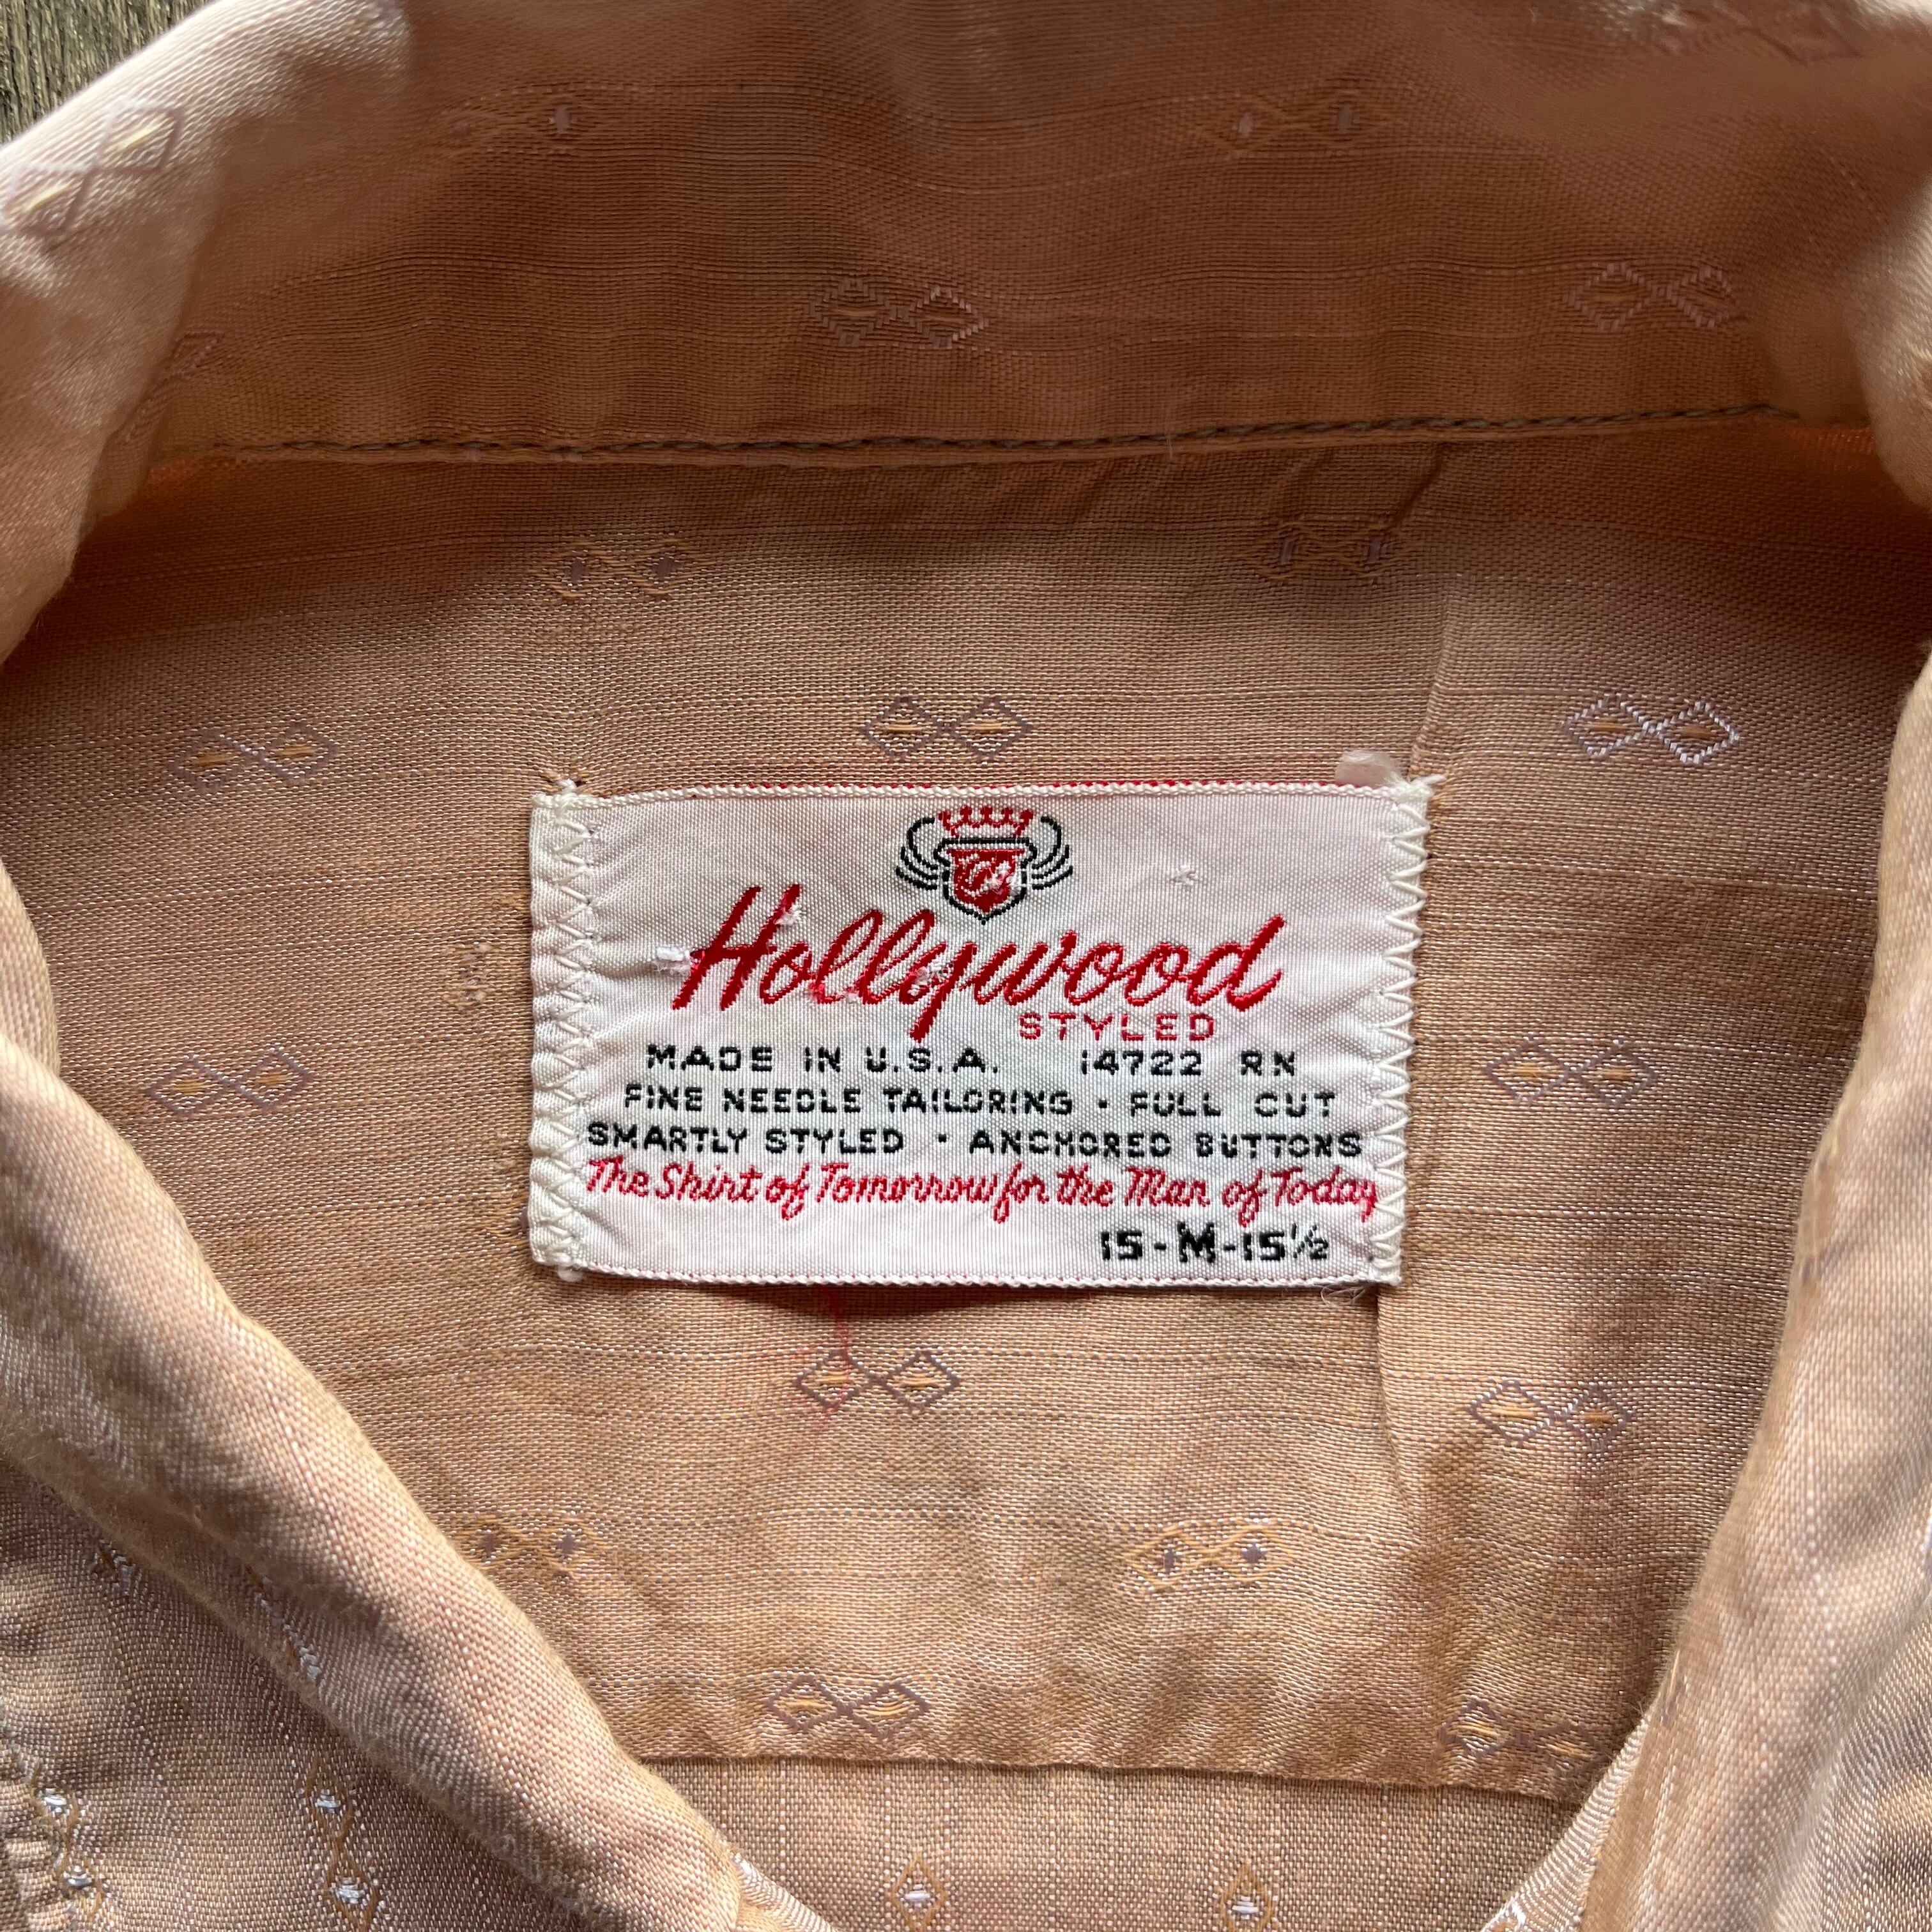 Hollywood
STYLED
MADE IN U.S.A. 14722 RN
FINE NEEDLE TAILORING · FULL CUT
SMARTLY STYLED · ANCHORED BUTTONS
The Shirt of Tomorrow for the Man of Today
15-M-15½